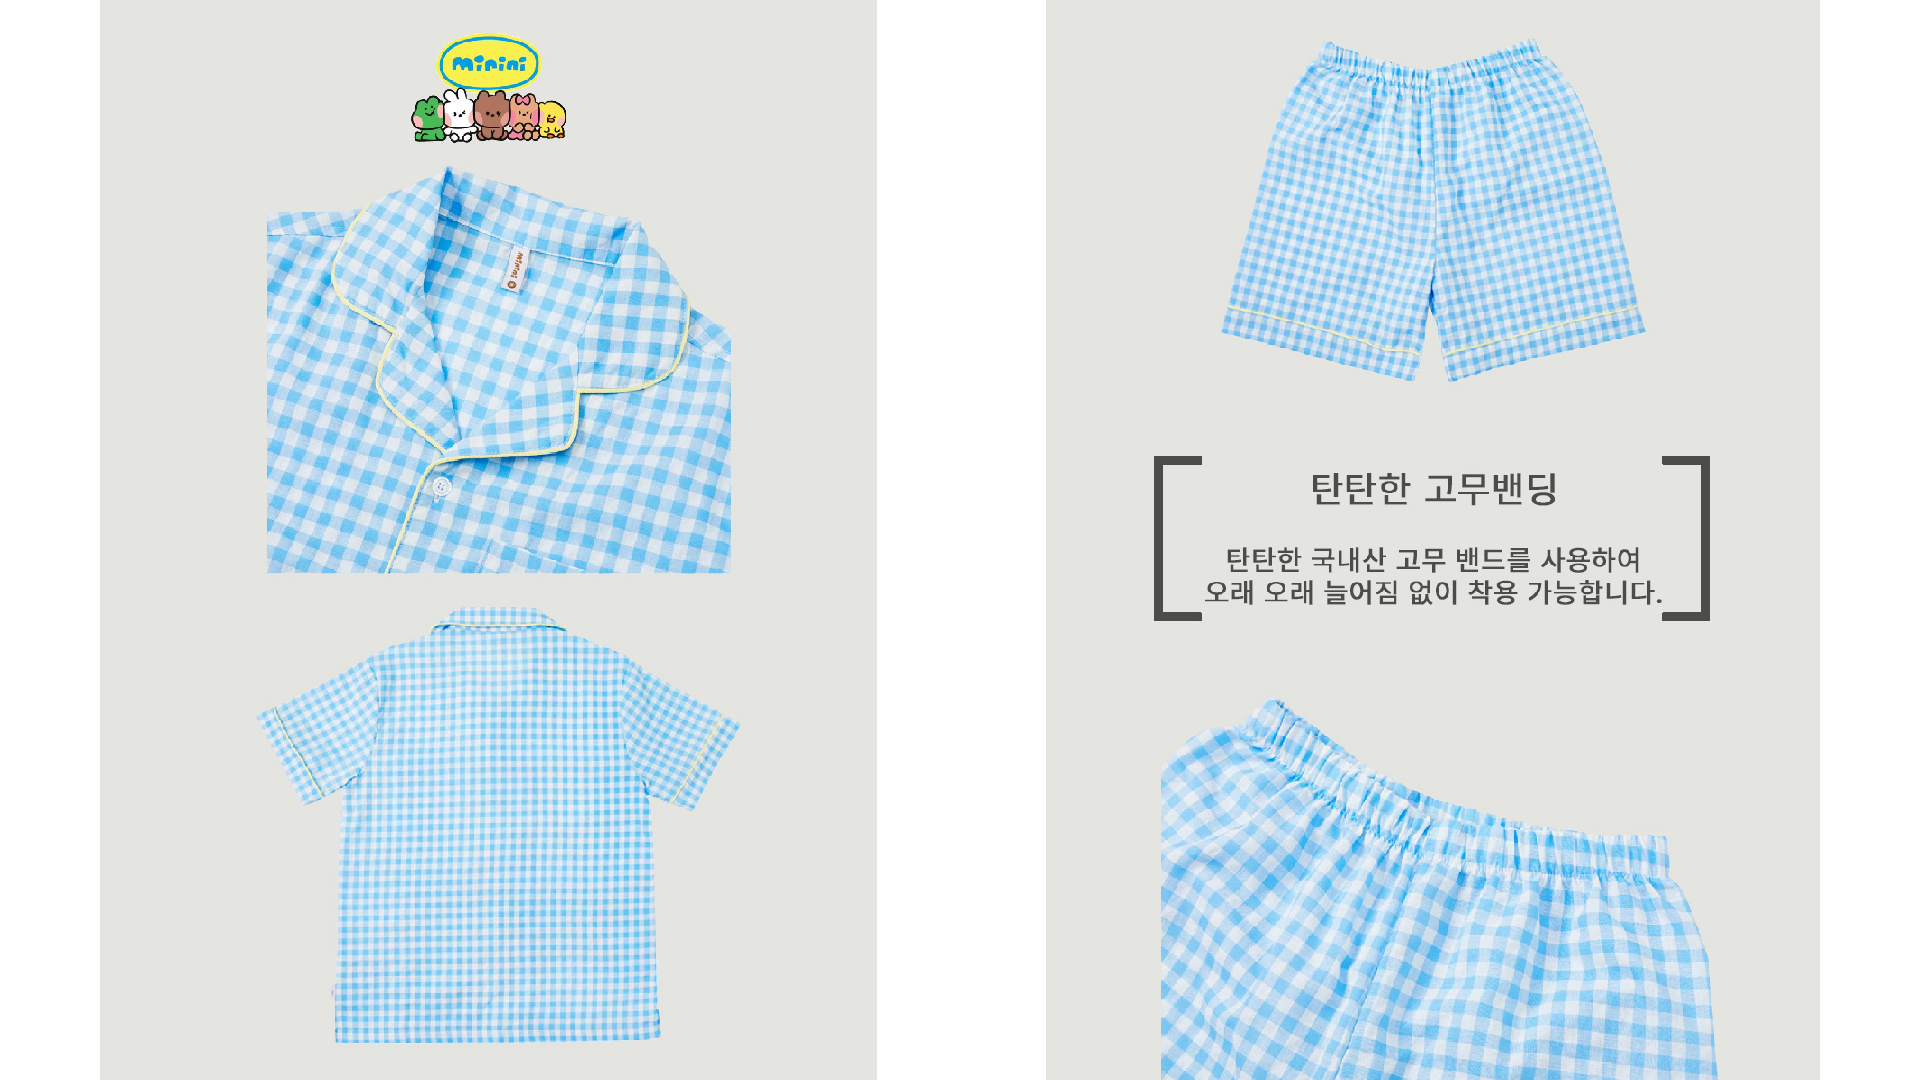 minini
minini
탄탄한 고무밴딩
탄탄한 국내산 고무 밴드를 사용하여
오래 오래 늘어짐 없이 착용 가능합니다.